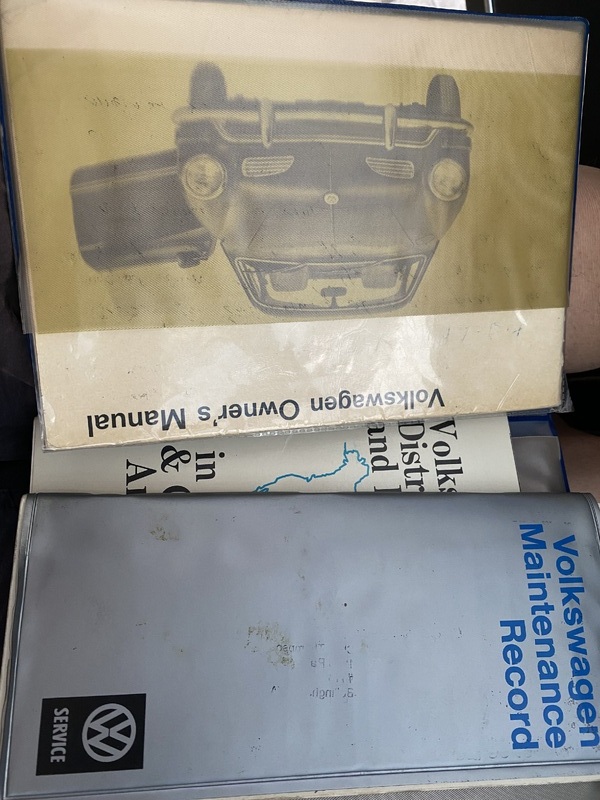 Volkswagen Owner's Manual
Volks
Distr
and
in
&
Volkswagen
Maintenance
Record
SERVICE